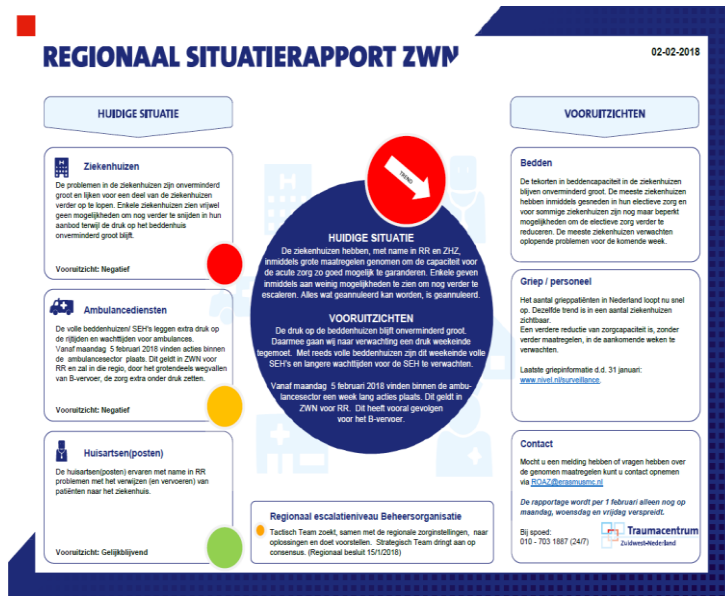 REGIONAAL SITUATIERAPPORT ZWN
02-02-2018
HUIDIGE SITUATIE
Ziekenhuizen
De problemen in de ziekenhuizen zijn onverminderd
groot en lijken voor een deel van de ziekenhuizen
verder op te lopen. Enkele ziekenhuizen zien vrijwel
geen mogelijkheden om nog verder te snijden in hun
aanbod terwijl de druk op het beddenhuis
onverminderd groot blijft.
Vooruitzicht: Negatief
Ambulancediensten
De volle beddenhuizen/ SEH's leggen extra druk op
de rijtijden en wachttijden voor ambulances.
Vanaf maandag 5 februari 2018 vinden acties binnen
de ambulancesector plaats. Dit geldt in ZWN voor
RR en zal in die regio, door het grotendeels wegvallen
van B-vervoer, de zorg extra onder druk zetten.
Vooruitzicht: Negatief
Huisartsen(posten)
De huisartsen(posten) ervaren met name in RR
problemen met het verwijzen (en vervoeren) van
patiënten naar het ziekenhuis.
Vooruitzicht: Gelijkblijvend
TREND
HUIDIGE SITUATIE
De ziekenhuizen hebben, met name in RR en ZHZ,
inmiddels grote maatregelen genomen om de capaciteit voor
de acute zorg zo goed mogelijk te garanderen. Enkele geven
inmiddels aan weinig mogelijkheden te zien om nog verder te
escaleren. Alles wat geannuleerd kan worden, is geannuleerd.
VOORUITZICHTEN
De druk op de beddenhuizen blijft onverminderd groot.
Daarmee gaan wij naar verwachting een druk weekeinde
tegemoet. Met reeds volle beddenhuizen zijn dit weekeinde volle
SEH's en langere wachttijden voor de SEH te verwachten.
Vanaf maandag 5 februari 2018 vinden binnen de ambu-
lancesector een week lang acties plaats. Dit geldt in
ZWN voor RR. Dit heeft vooral gevolgen
voor het B-vervoer.
Regionaal escalatieniveau Beheersorganisatie
Tactisch Team zoekt, samen met de regionale zorginstellingen, naar
oplossingen en doet voorstellen. Strategisch Team dringt aan op
consensus. (Regionaal besluit 15/1/2018)
VOORUITZICHTEN
Bedden
De tekorten in beddencapaciteit in de ziekenhuizen
blijven onverminderd groot. De meeste ziekenhuizen
hebben inmiddels gesneden in hun electieve zorg en
voor sommige ziekenhuizen zijn nog maar beperkt
mogelijkheden om de electieve zorg verder te
reduceren. De meeste ziekenhuizen verwachten
oplopende problemen voor de komende week.
Griep / personeel
Het aantal grieppatiënten in Nederland loopt nu snel
op. Dezelfde trend is in een aantal ziekenhuizen
zichtbaar.
Een verdere reductie van zorgcapaciteit is, zonder
verder maatregelen, in de aankomende weken te
verwachten.
Laatste griepinformatie d.d. 31 januari:
www.nivel.nl/surveillance.
Contact
Mocht u een melding hebben of vragen hebben over
de genomen maatregelen kunt u contact opnemen
via ROAZ@erasmusmc.nl
De rapportage wordt per 1 februari alleen nog op
maandag, woensdag en vrijdag verspreidt.
Bij spoed:
010 - 703 1887 (24/7)
Traumacentrum
Zuidwest-Nederland